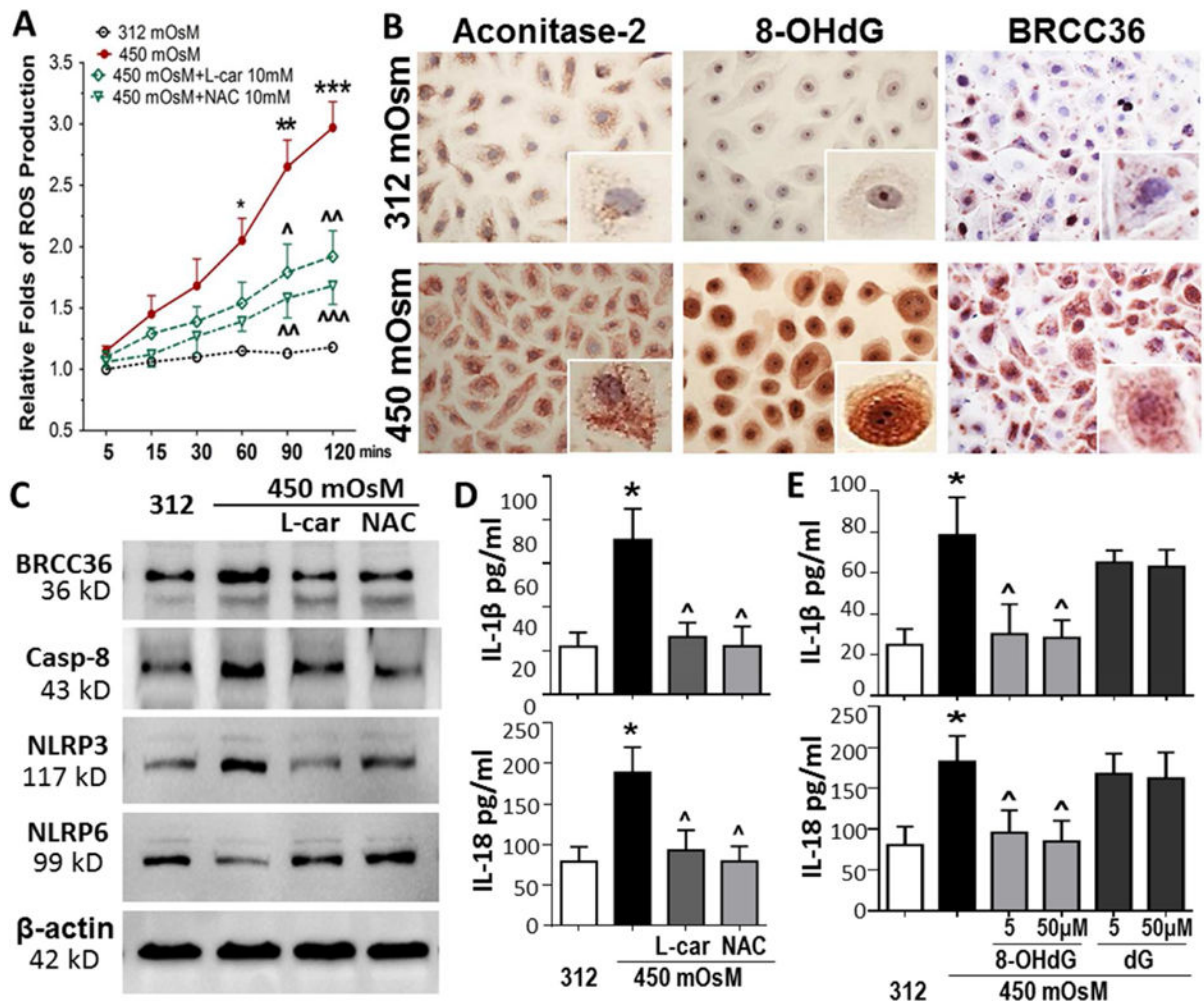 A
312 mOsM
450 mOsM
450 mOsM+L-car 10mM
450 mOsM+NAC 10mM
Relative Folds of ROS Production
3.5
3.0
2.5
2.0
1.5
1.0
0.5
*
**
***
^
^^
^^
^^^
5 15 30 60 90 120 mins
B
Aconitase-2 8-OHdG BRCC36
312 mOsm
450 mOsm
C
312 450 mOsM
L-car NAC
BRCC36
36 kD
Casp-8
43 kD
NLRP3
117 kD
NLRP6
99 kD
β-actin
42 kD
D
IL-1β pg/ml
100
80
60
40
20
0
*
^ ^
IL-18 pg/ml
250
200
150
100
50
0
*
^ ^
L-car NAC
312 450 mOsM
E
IL-1β pg/ml
100
80
60
40
20
0
*
^ ^
IL-18 pg/ml
250
200
150
100
50
0
*
^ ^
5 50μM 5 50μM
8-OHdG dG
312 450 mOsM